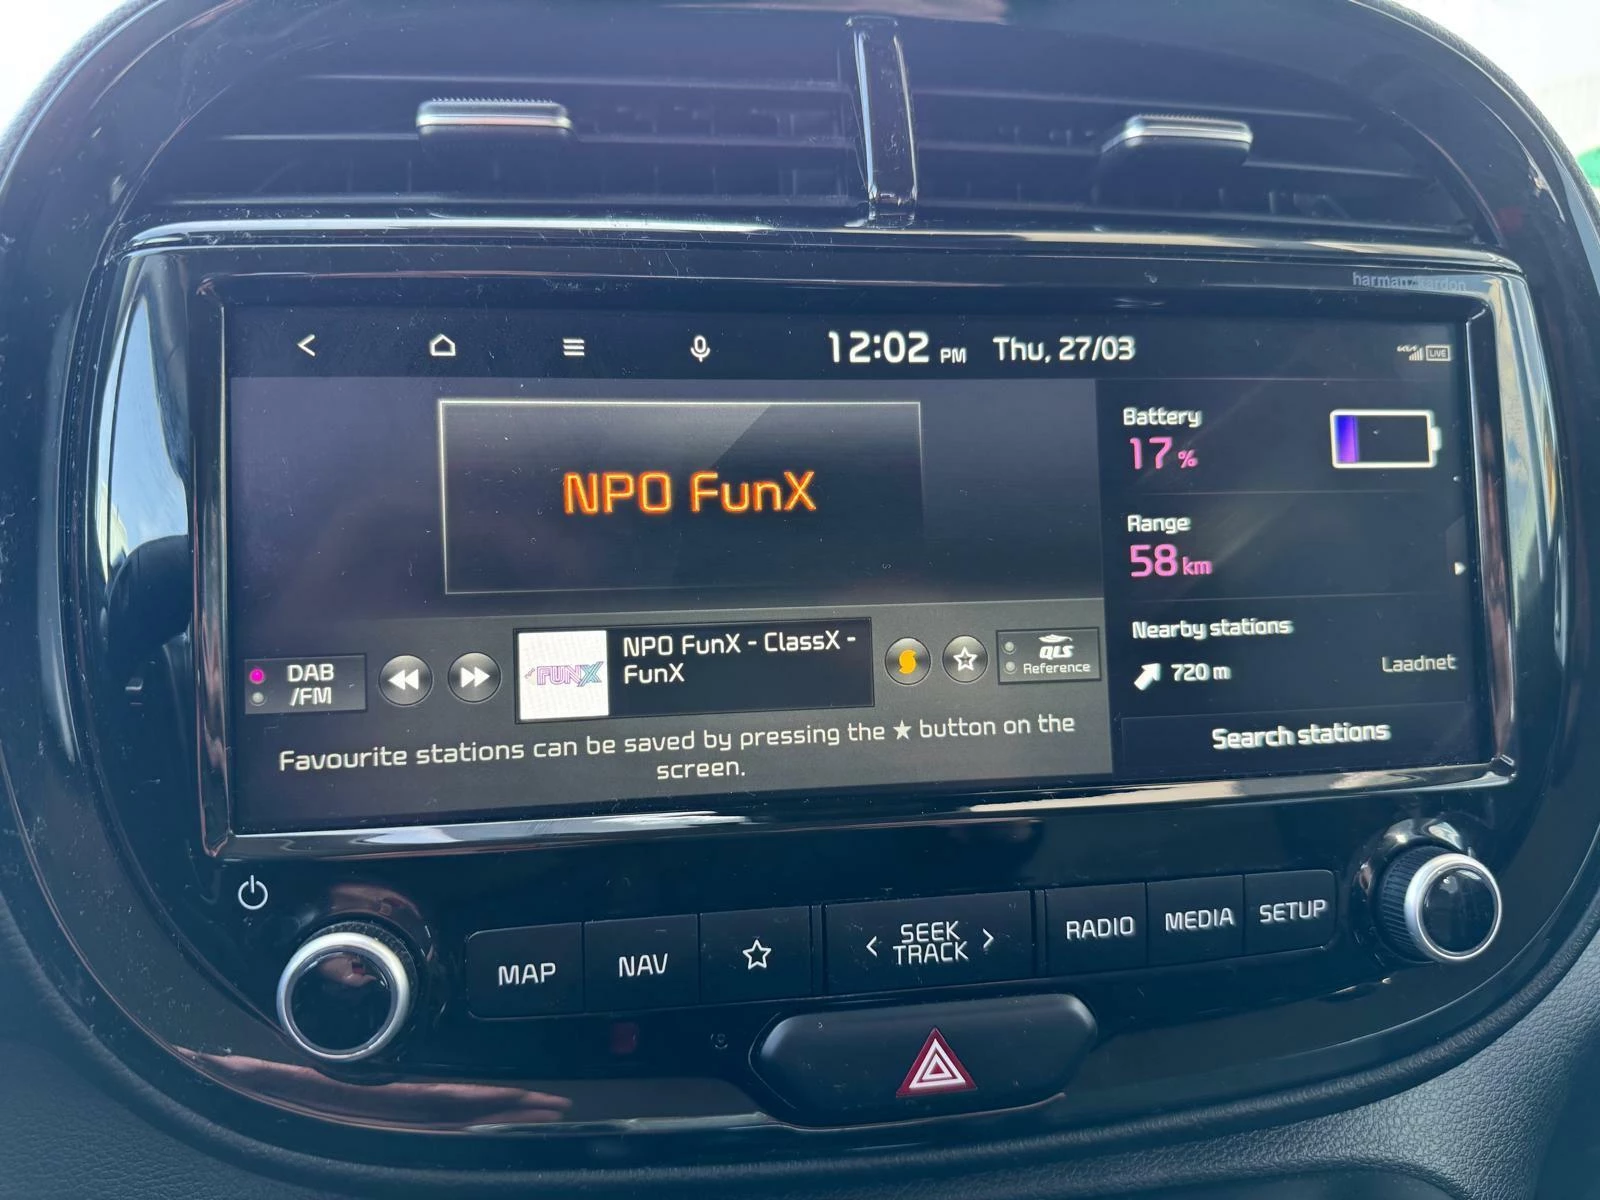 harman/kardon
12:02 PM Thu, 27/03
LIVE
NPO FunX
Battery
17 %
Range
58 km
Nearby stations
720 m Laadnet
Search stations
DAB
/FM
FUNX
NPO FunX - ClassX -
FunX
QLS
Reference
Favourite stations can be saved by pressing the ★ button on the
screen.
MAP
NAV
< SEEK >
TRACK
RADIO
MEDIA
SETUP